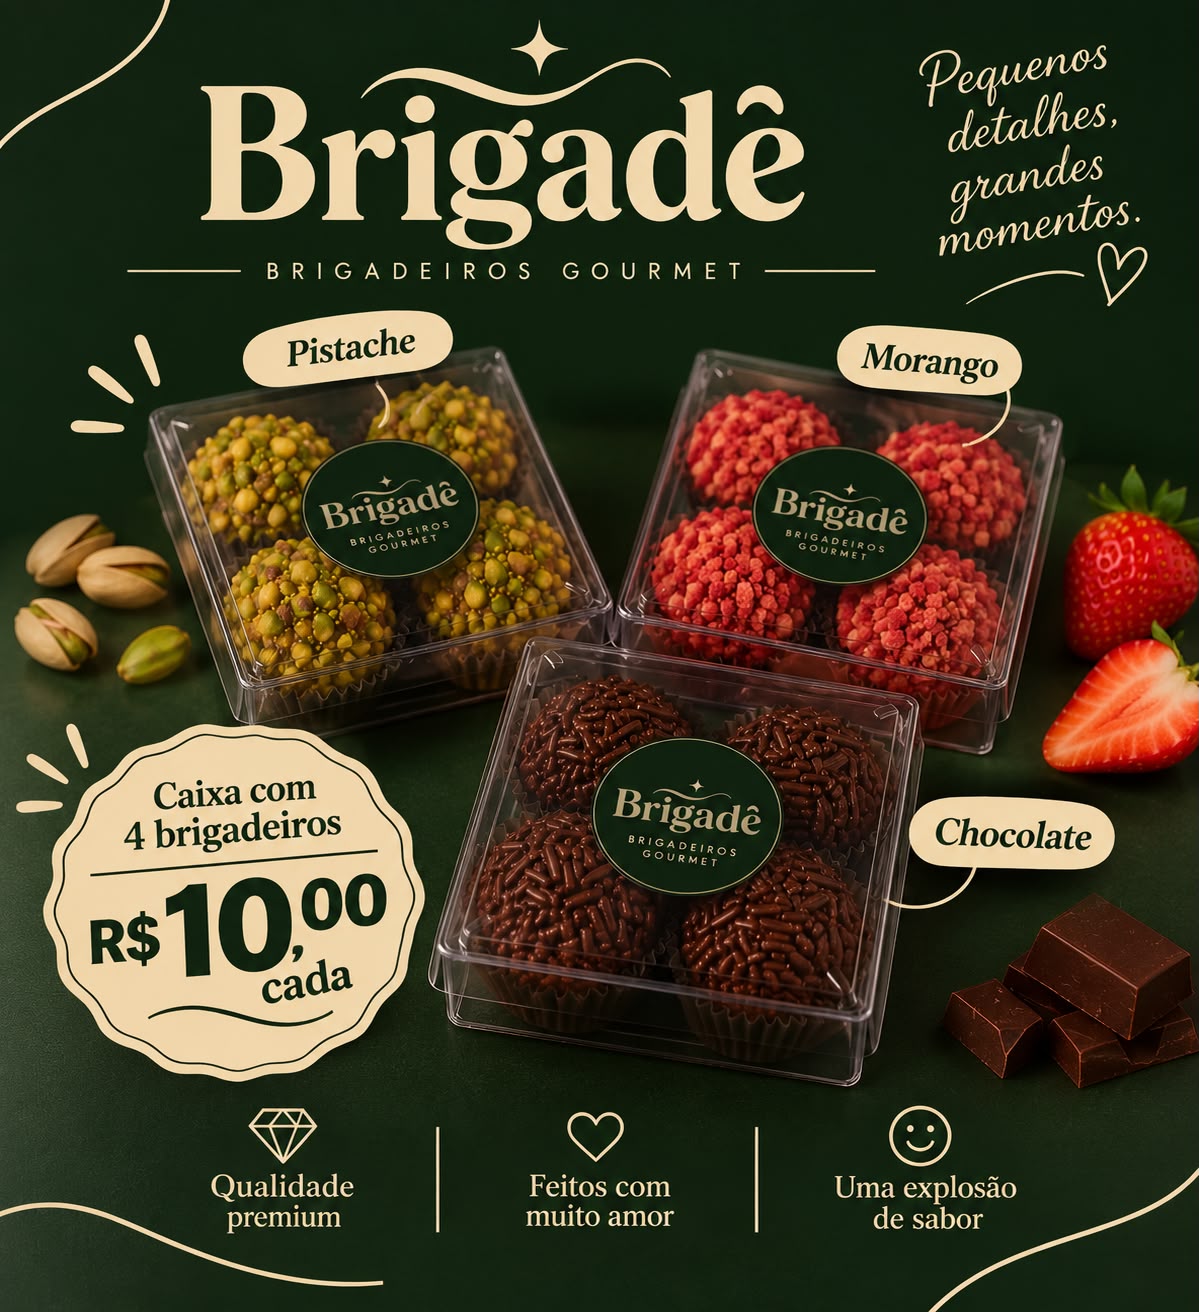 Brigadê
BRIGADEIROS GOURMET
Pequenos
detalhes,
grandes
momentos.
Pistache
Morango
Brigadê
BRIGADEIROS
GOURMET
Brigadê
BRIGADEIROS
GOURMET
Brigadê
BRIGADEIROS
GOURMET
Chocolate
Caixa com
4 brigadeiros
R$10,00
cada
Qualidade
premium
Feitos com
muito amor
Uma explosão
de sabor